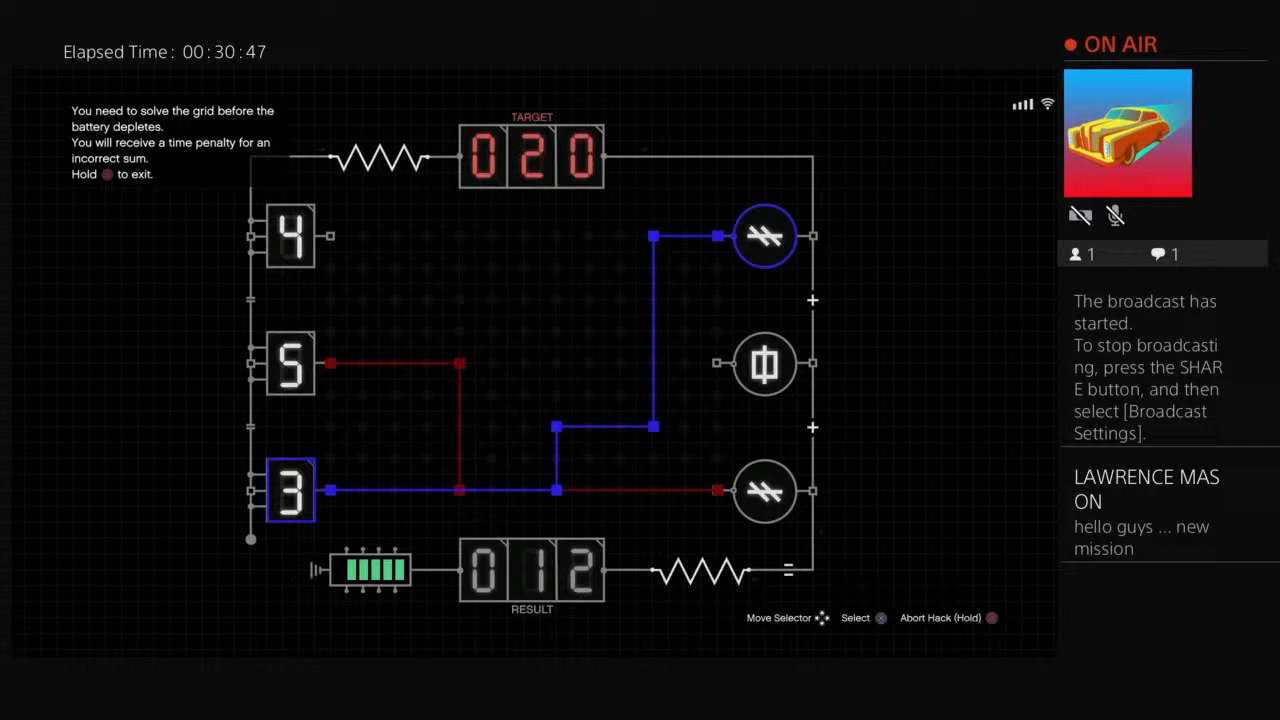 Elapsed Time: 00:30:47
ON AIR
You need to solve the grid before the
battery depletes.
You will receive a time penalty for an
incorrect sum.
Hold to exit.
TARGET
020
4
5
3
+
+
=
012
RESULT
Move Selector Select Abort Hack (Hold)
1 1
The broadcast has
started.
To stop broadcasti
ng, press the SHAR
E button, and then
select [Broadcast
Settings].
LAWRENCE MAS
ON
hello guys ... new
mission